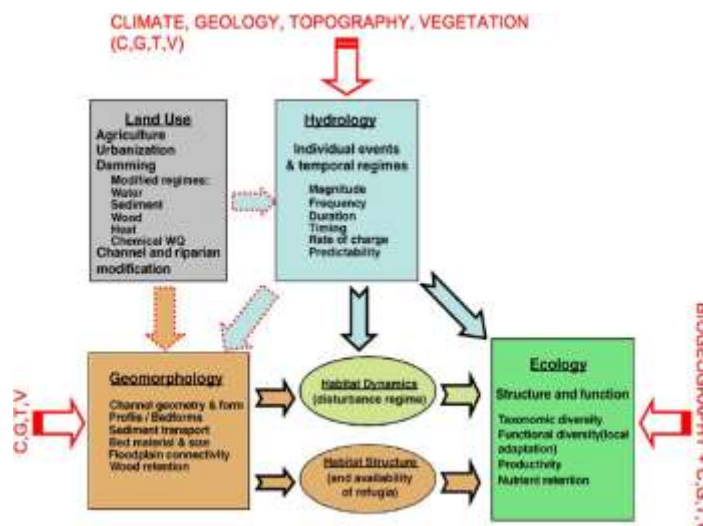 CLIMATE, GEOLOGY, TOPOGRAPHY, VEGETATION
(C,G,T,V)
Land Use
Agriculture
Urbanization
Damming
Modified regimes:
Water
Sediment
Wood
Heat
Chemical WQ
Channel and riparian
modification
Hydrology
Individual events
& temporal regimes
Magnitude
Frequency
Duration
Timing
Rate of charge
Predictability
C,G,T,V
Geomorphology
Channel geometry & form
Profils / Bedforms
Sediment transport
Bed material & size
Floodplain connectivity
Wood retention
Habitat Dynamics
(disturbance regime)
Habitat Structure
(and availability
of refugia)
Ecology
Structure and function
Taxonomic diversity
Functional diversity(local
adaptation)
Productivity
Nutrient retention
BIOGEOGRAPHY + C,G,T,